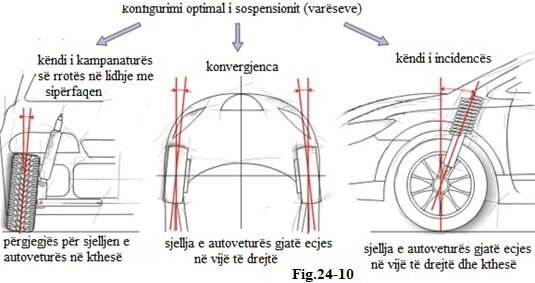 konfigurimi optimal i sospensionit (varëseve)
këndi i kampanaturës
së rrotës në lidhje me
sipërfaqen
konvergjenca
këndi i incidencës
përgjegjës për sjelljen e
autoveturës në kthesë
sjellja e autoveturës gjatë ecjes
në vijë të drejtë
sjellja e autoveturës gjatë ecjes
në vijë të drejtë dhe kthesë
Fig.24-10